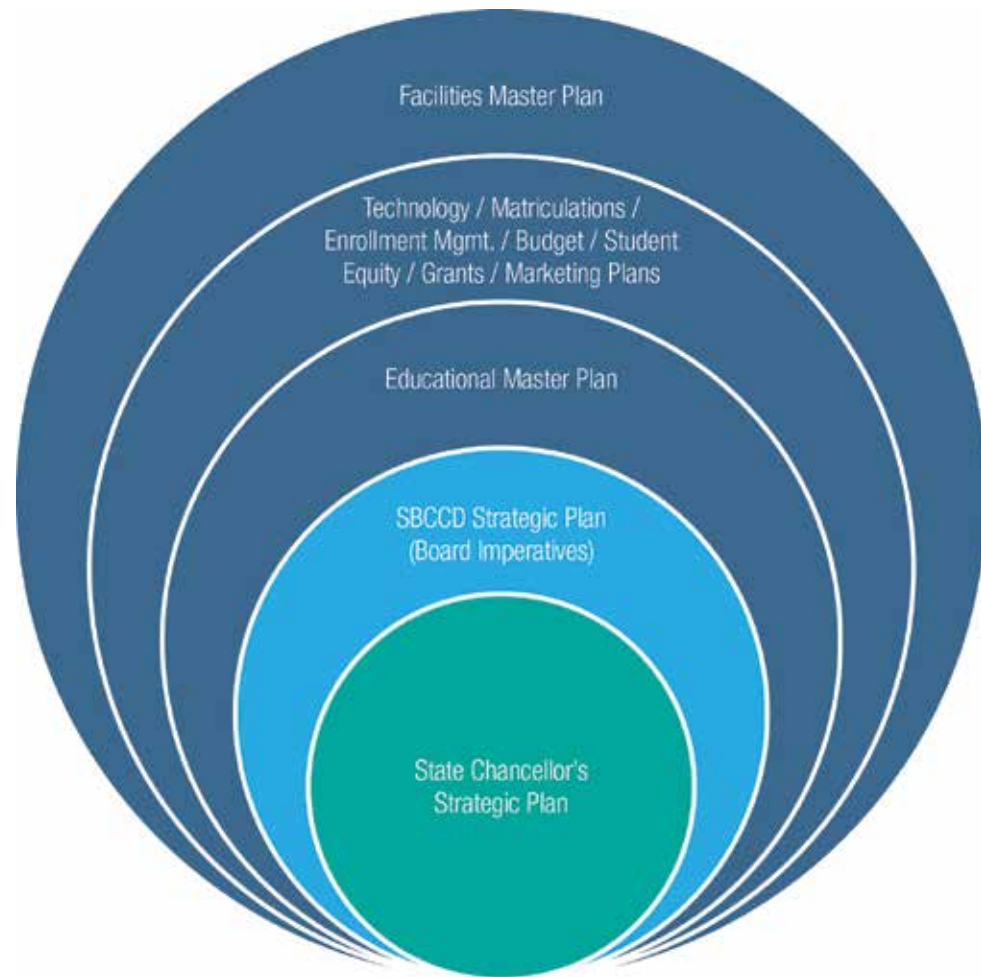 Facilities Master Plan
Technology / Matriculations /
Enrollment Mgmt. / Budget / Student
Equity / Grants / Marketing Plans
Educational Master Plan
SBCCD Strategic Plan
(Board Imperatives)
State Chancellor's
Strategic Plan